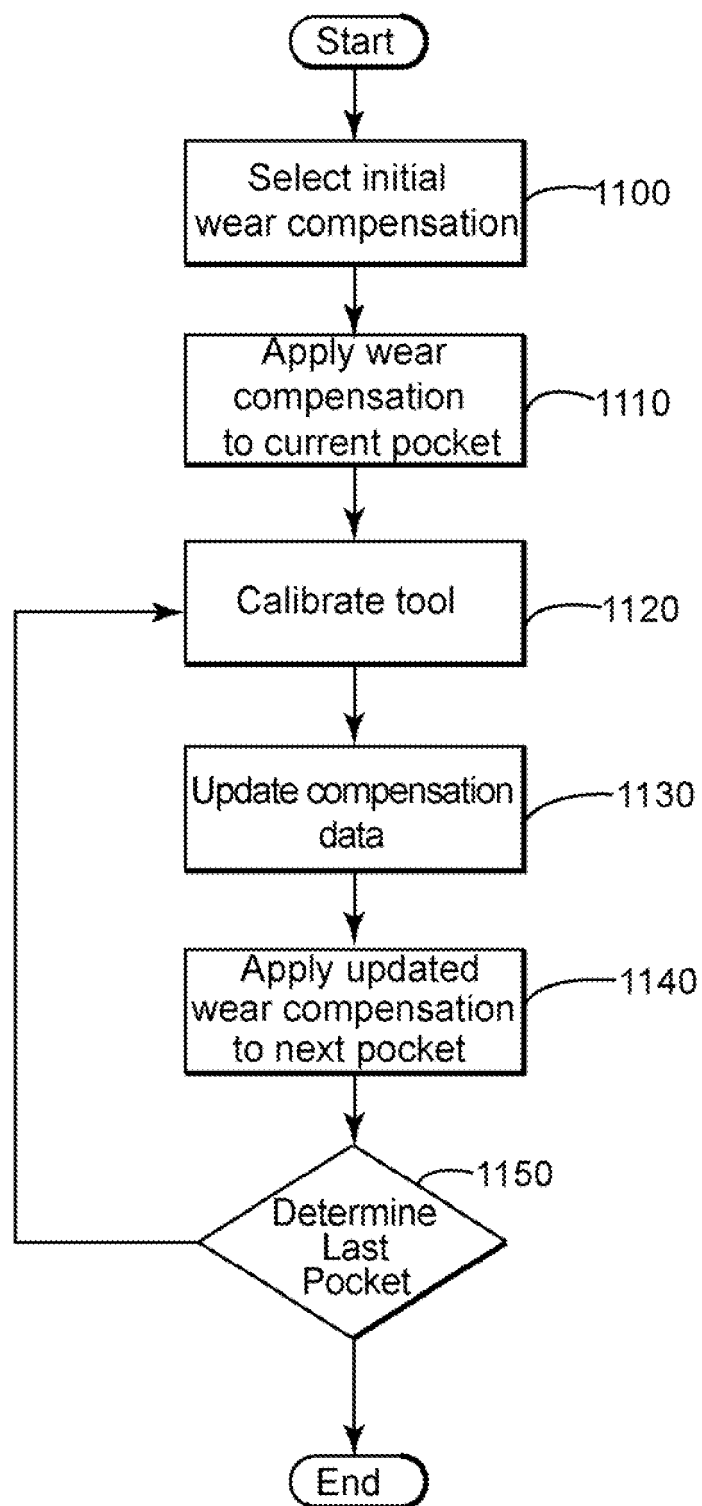 Start
Select initial
wear compensation
1100
Apply wear
compensation
to current pocket
1110
Calibrate tool
1120
Update compensation
data
1130
Apply updated
wear compensation
to next pocket
1140
1150
Determine
Last
Pocket
End